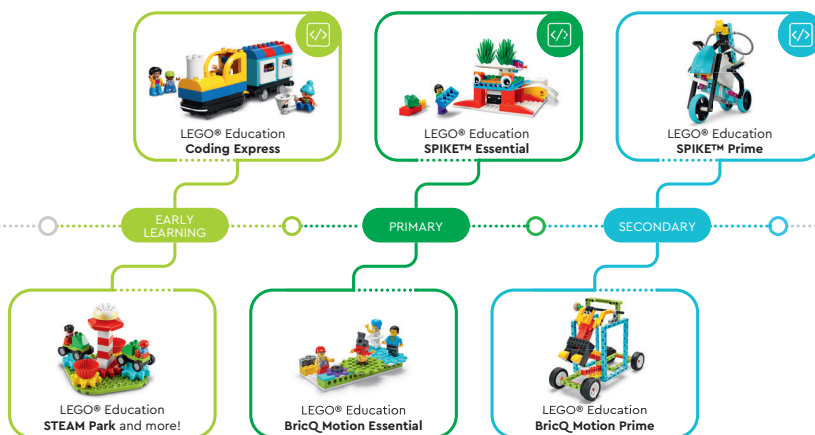 </>
</>
</>
LEGO® Education
Coding Express
LEGO® Education
SPIKE™ Essential
LEGO® Education
SPIKE™ Prime
EARLY
LEARNING
PRIMARY
SECONDARY
LEGO® Education
STEAM Park and more!
LEGO® Education
BricQ Motion Essential
LEGO® Education
BricQ Motion Prime